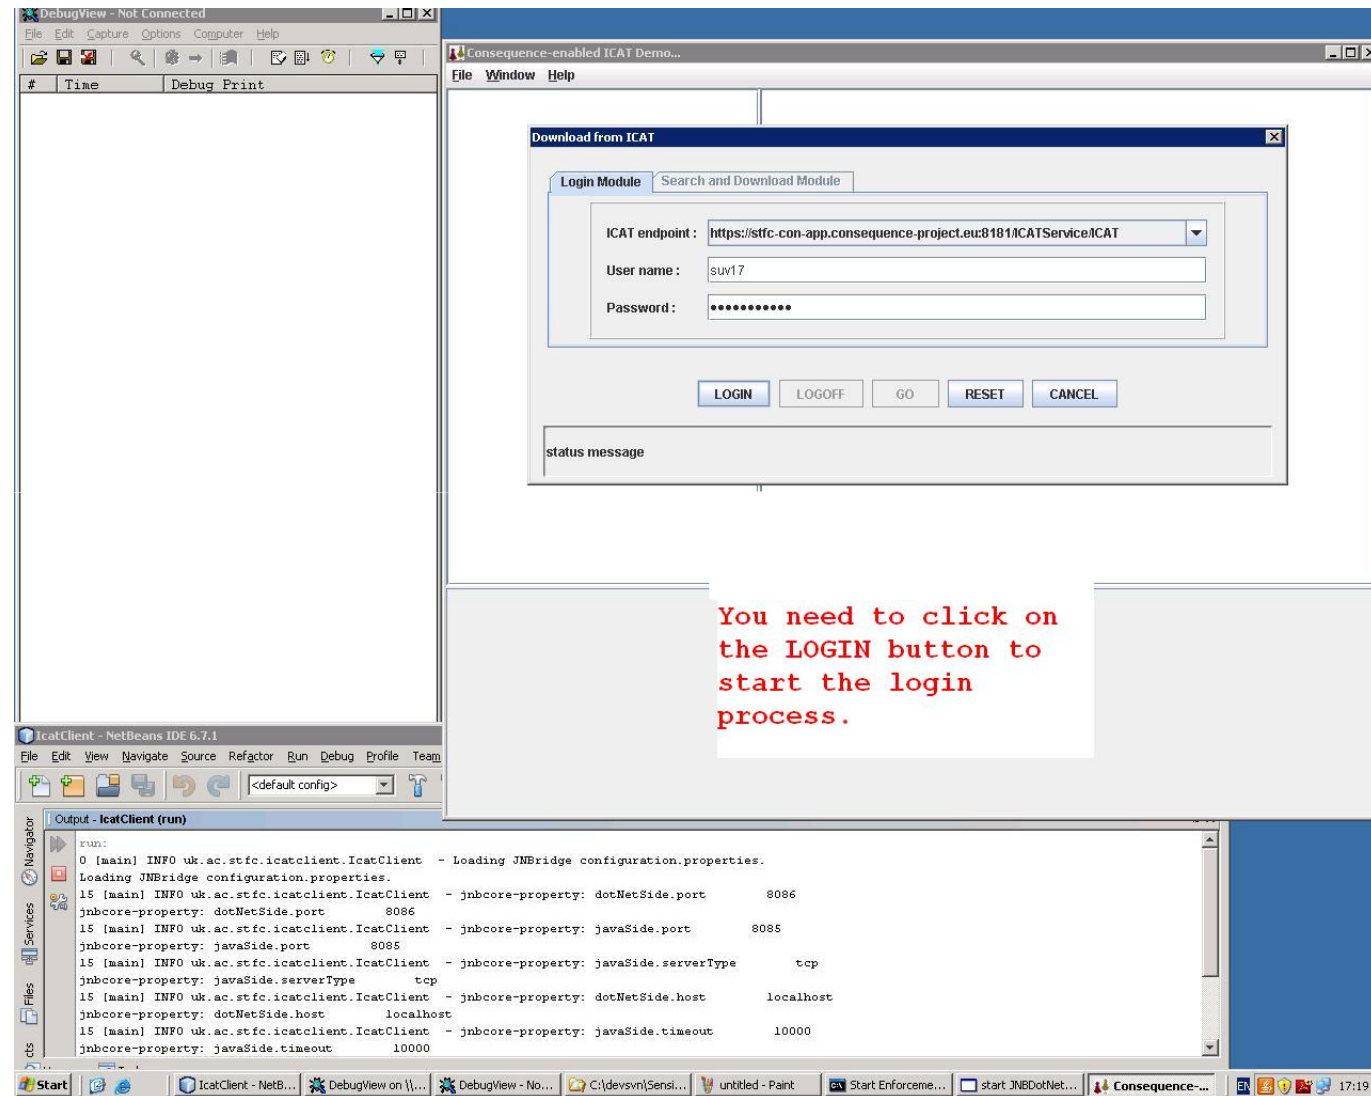 DebugView - Not Connected
File Edit Capture Options Computer Help
# Time Debug Print
Consequence-enabled ICAT Demo...
File Window Help
Download from ICAT
Login Module Search and Download Module
ICAT endpoint : https://stfc-con-app.consequence-project.eu:8181/ICATService/ICAT
User name : suv17
Password : •••••••••••
LOGIN LOGOFF GO RESET CANCEL
status message
You need to click on
the LOGIN button to
start the login
process.
IcatClient - NetBeans IDE 6.7.1
File Edit View Navigate Source Refactor Run Debug Profile Team
<default config>
Output - IcatClient (run)
Navigator
Services
Files
run:
0 [main] INFO uk.ac.stfc.icatclient.IcatClient - Loading JNBridge configuration.properties.
Loading JNBridge configuration.properties.
15 [main] INFO uk.ac.stfc.icatclient.IcatClient - jnbcore-property: dotNetSide.port 8086
jnbcore-property: dotNetSide.port 8086
15 [main] INFO uk.ac.stfc.icatclient.IcatClient - jnbcore-property: javaSide.port 8085
jnbcore-property: javaSide.port 8085
15 [main] INFO uk.ac.stfc.icatclient.IcatClient - jnbcore-property: javaSide.serverType tcp
jnbcore-property: javaSide.serverType tcp
15 [main] INFO uk.ac.stfc.icatclient.IcatClient - jnbcore-property: dotNetSide.host localhost
jnbcore-property: dotNetSide.host localhost
15 [main] INFO uk.ac.stfc.icatclient.IcatClient - jnbcore-property: javaSide.timeout 10000
jnbcore-property: javaSide.timeout 10000
Start IcatClient - NetB... DebugView on \\... DebugView - No... C:\devsvn\Sensi... untitled - Paint Start Enforceme... start JNBDotNet... Consequence-... EN 17:19